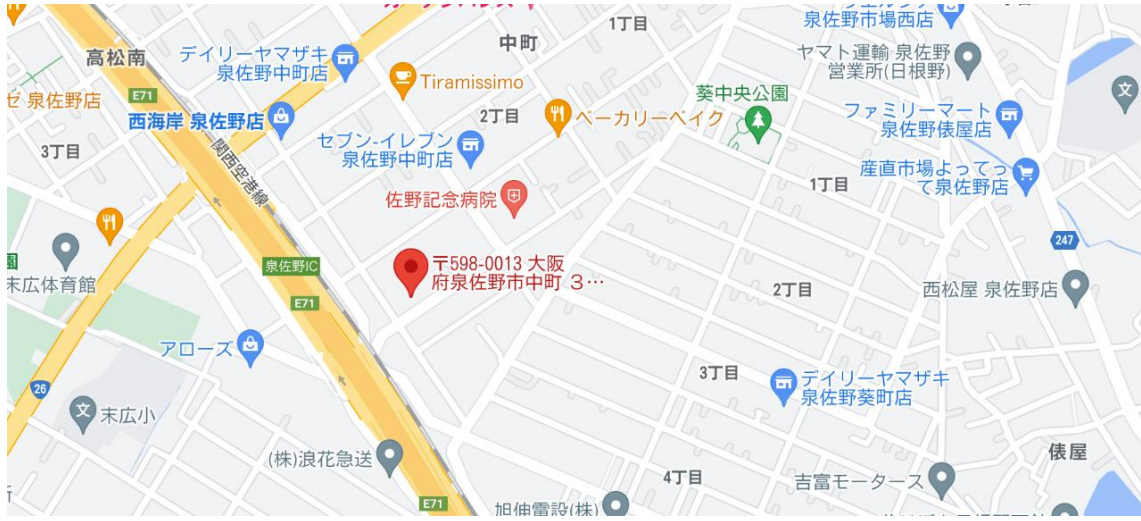 中町
1丁目
泉佐野市場西店
高松南
デイリーヤマザキ
泉佐野中町店
ヤマト運輸 泉佐野
営業所(日根野)
Tiramissimo
E71
ゼ 泉佐野店
葵中央公園
文
西海岸 泉佐野店
2丁目
ベーカリーベイク
ファミリーマート
泉佐野俵屋店
3丁目
関西空港線
セブン-イレブン
泉佐野中町店
産直市場よってっ
て泉佐野店
1丁目
佐野記念病院
247
園
末広体育館
泉佐野IC
〒598-0013 大阪
府泉佐野市中町 3…
2丁目
西松屋 泉佐野店
E71
アローズ
3丁目
デイリーヤマザキ
泉佐野葵町店
26
文
末広小
(株)浪花急送
俵屋
4丁目
吉富モータース
E71
旭伸電設(株)